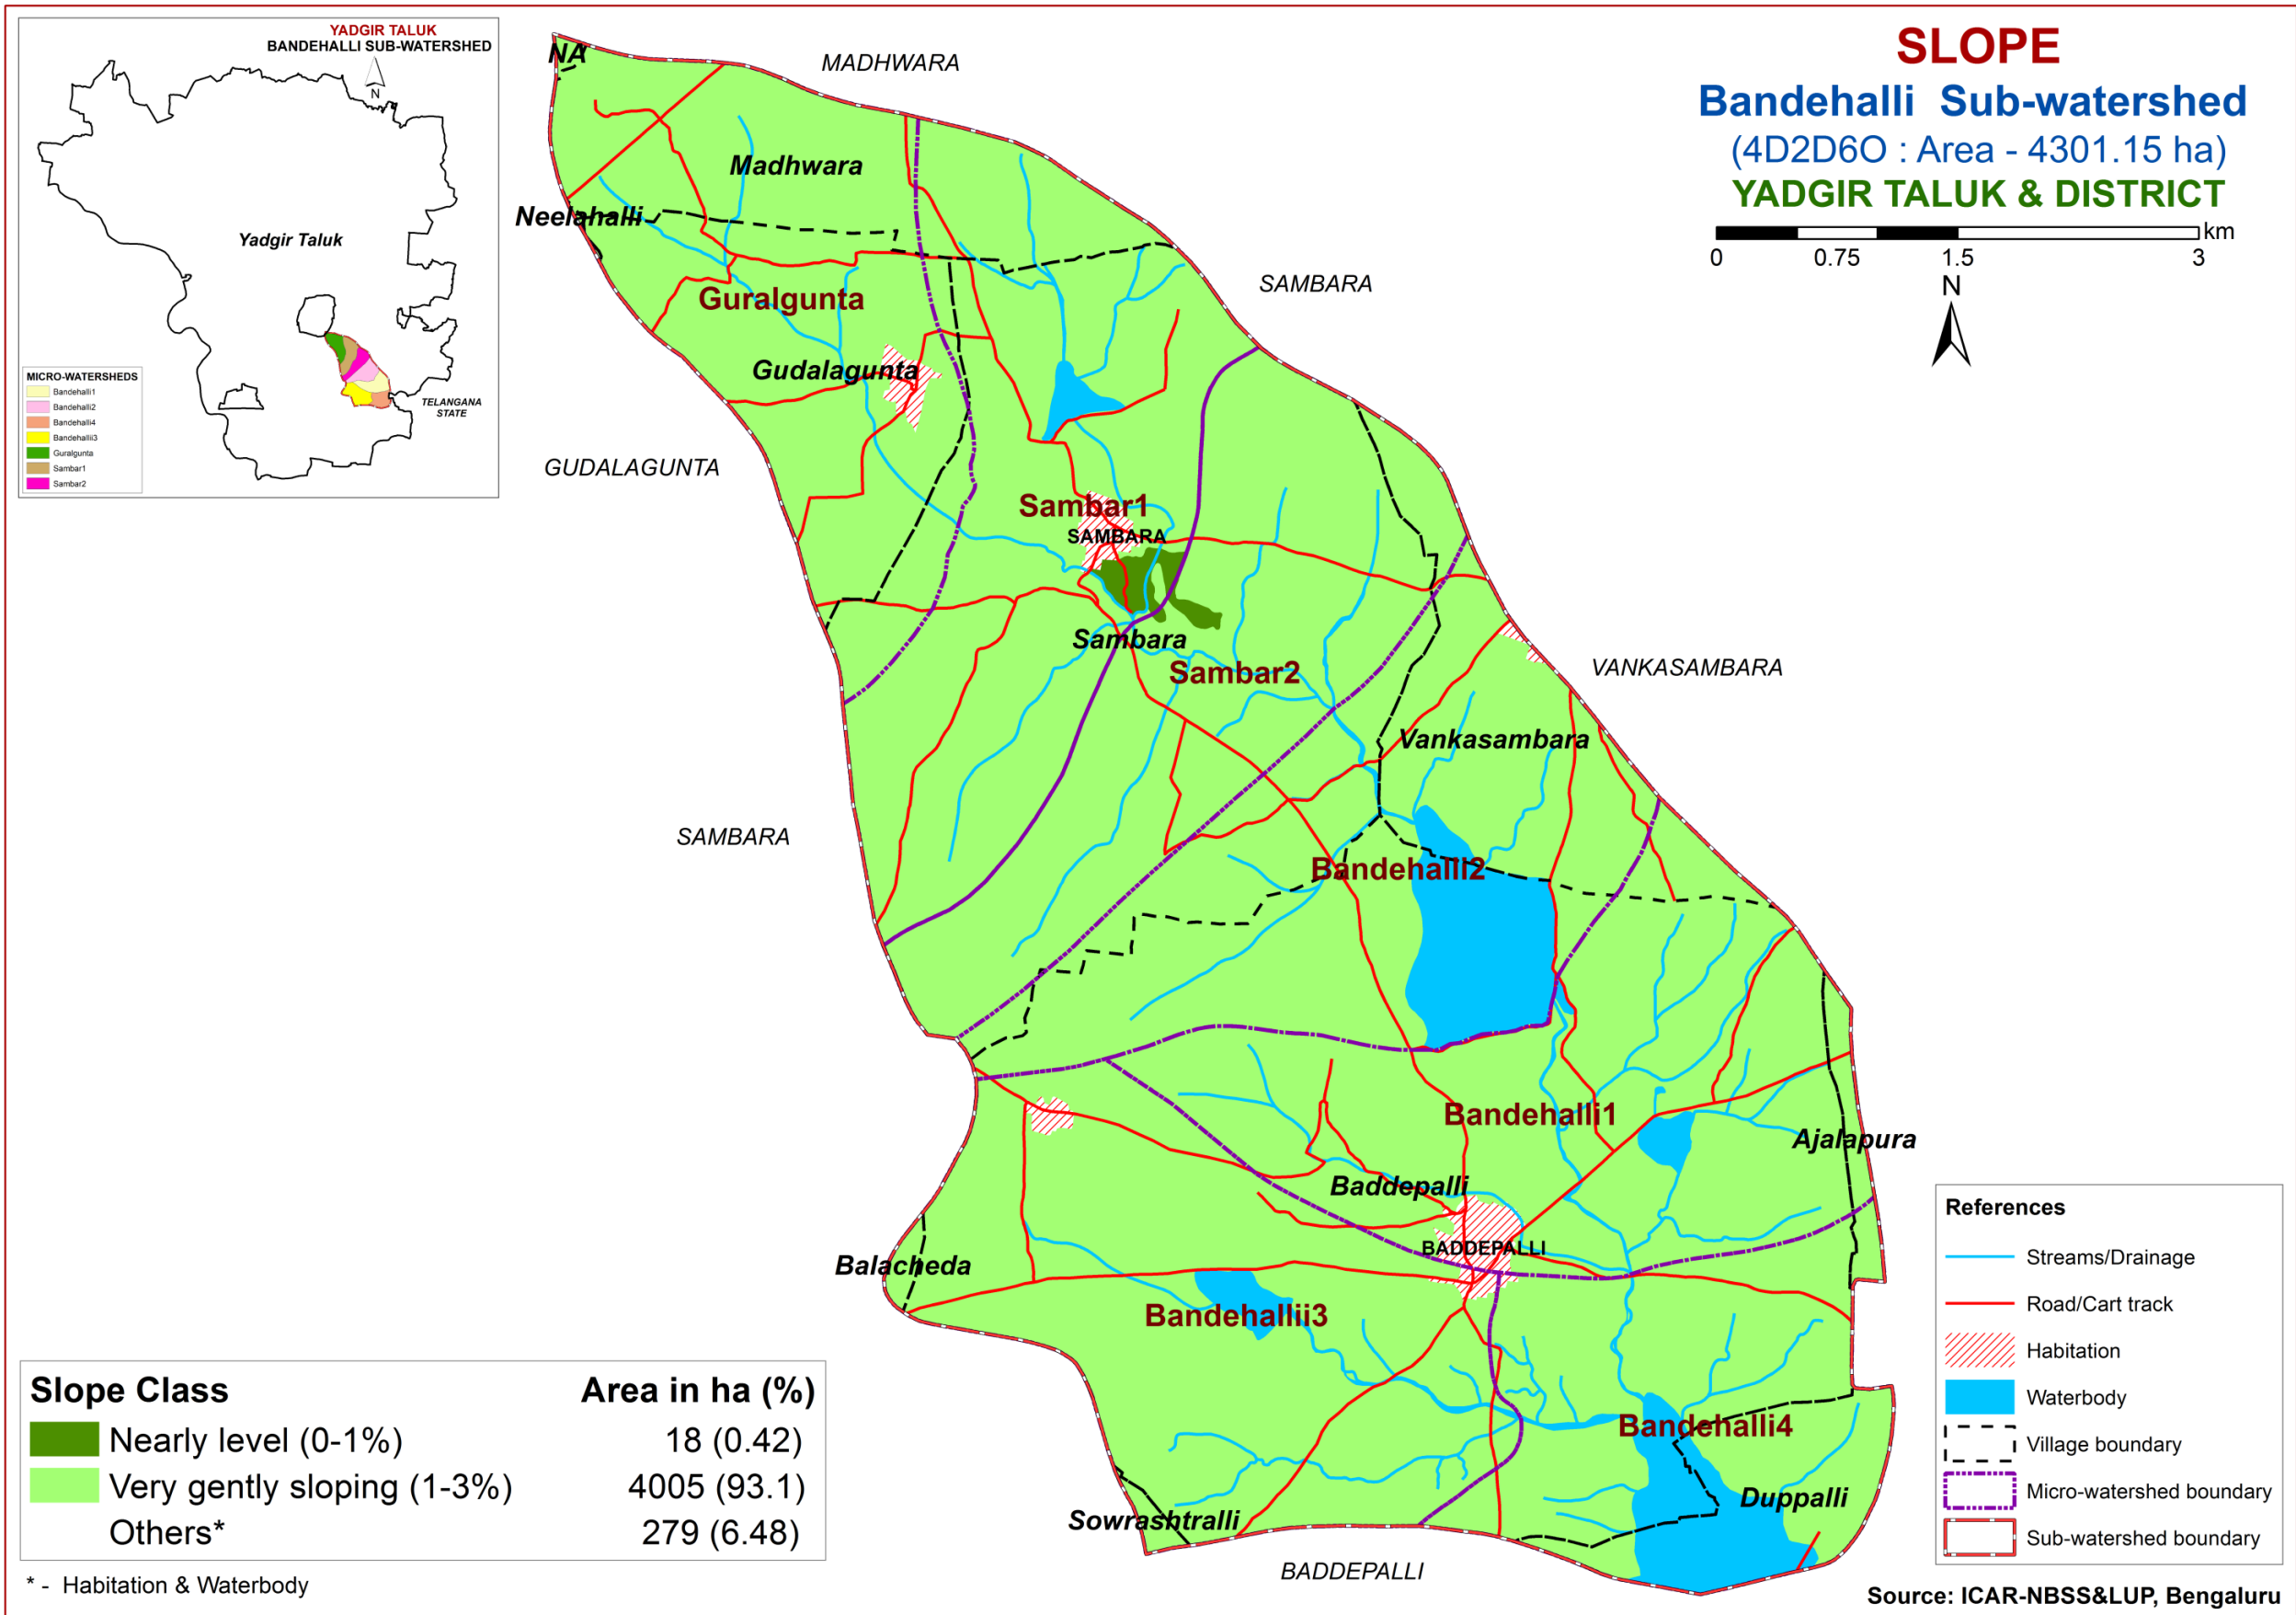 YADGIR TALUK
BANDEHALLI SUB-WATERSHED
N
Yadgir Taluk
TELANGANA
STATE
MICRO-WATERSHEDS
Bandehalli1
Bandehalli2
Bandehalli4
Bandehallii3
Guralgunta
Sambar1
Sambar2
SLOPE
Bandehalli Sub-watershed
(4D2D6O : Area - 4301.15 ha)
YADGIR TALUK & DISTRICT
km
0 0.75 1.5 3
N
NA
MADHWARA
Madhwara
Neelahalli
SAMBARA
Guralgunta
Gudalagunta
GUDALAGUNTA
Sambar1
SAMBARA
Sambara
Sambar2
VANKASAMBARA
Vankasambara
SAMBARA
Bandehalli2
Bandehalli1
Ajalapura
Baddepalli
BADDEPALLI
Balacheda
Bandehallii3
Bandehalli4
Duppalli
Sowrashtralli
BADDEPALLI
Slope Class Area in ha (%)
Nearly level (0-1%) 18 (0.42)
Very gently sloping (1-3%) 4005 (93.1)
Others* 279 (6.48)
* - Habitation & Waterbody
References
Streams/Drainage
Road/Cart track
Habitation
Waterbody
Village boundary
Micro-watershed boundary
Sub-watershed boundary
Source: ICAR-NBSS&LUP, Bengaluru